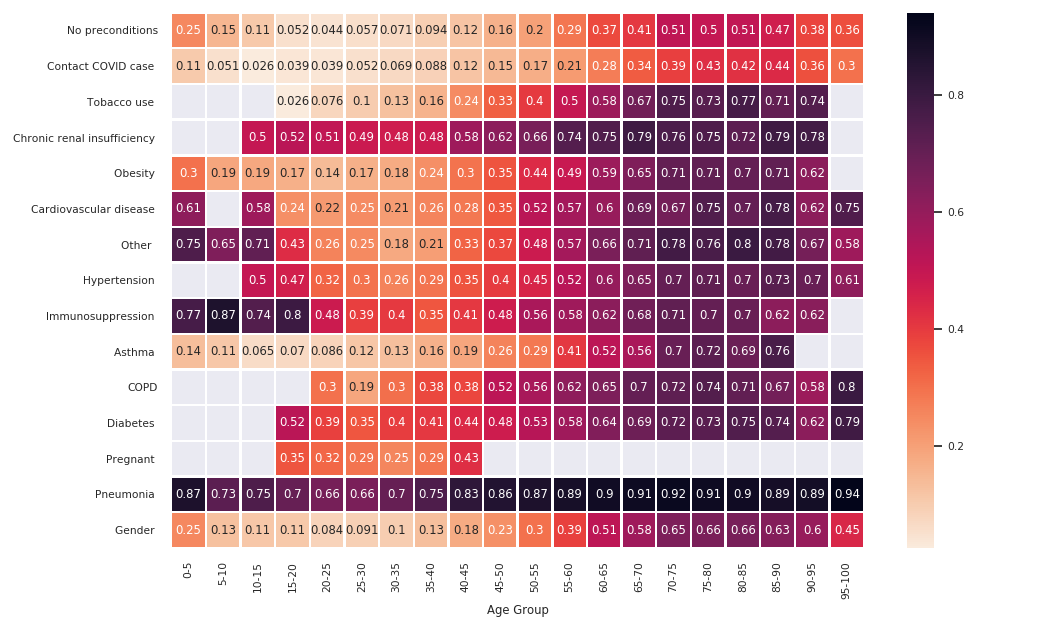 No preconditions 0.25 0.15 0.11 0.052 0.044 0.057 0.071 0.094 0.12 0.16 0.2 0.29 0.37 0.41 0.51 0.5 0.51 0.47 0.38 0.36
Contact COVID case 0.11 0.051 0.026 0.039 0.039 0.052 0.069 0.088 0.12 0.15 0.17 0.21 0.28 0.34 0.39 0.43 0.42 0.44 0.36 0.3
Tobacco use 0.026 0.076 0.1 0.13 0.16 0.24 0.33 0.4 0.5 0.58 0.67 0.75 0.73 0.77 0.71 0.74
0.8
Chronic renal insufficiency 0.5 0.52 0.51 0.49 0.48 0.48 0.58 0.62 0.66 0.74 0.75 0.79 0.76 0.75 0.72 0.79 0.78
Obesity 0.3 0.19 0.19 0.17 0.14 0.17 0.18 0.24 0.3 0.35 0.44 0.49 0.59 0.65 0.71 0.71 0.7 0.71 0.62
Cardiovascular disease 0.61 0.58 0.24 0.22 0.25 0.21 0.26 0.28 0.35 0.52 0.57 0.6 0.69 0.67 0.75 0.7 0.78 0.62 0.75
0.6
Other 0.75 0.65 0.71 0.43 0.26 0.25 0.18 0.21 0.33 0.37 0.48 0.57 0.66 0.71 0.78 0.76 0.8 0.78 0.67 0.58
Hypertension 0.5 0.47 0.32 0.3 0.26 0.29 0.35 0.4 0.45 0.52 0.6 0.65 0.7 0.71 0.7 0.73 0.7 0.61
Immunosuppression 0.77 0.87 0.74 0.8 0.48 0.39 0.4 0.35 0.41 0.48 0.56 0.58 0.62 0.68 0.71 0.7 0.7 0.62 0.62
0.4
Asthma 0.14 0.11 0.065 0.07 0.086 0.12 0.13 0.16 0.19 0.26 0.29 0.41 0.52 0.56 0.7 0.72 0.69 0.76
COPD 0.3 0.19 0.3 0.38 0.38 0.52 0.56 0.62 0.65 0.7 0.72 0.74 0.71 0.67 0.58 0.8
Diabetes 0.52 0.39 0.35 0.4 0.41 0.44 0.48 0.53 0.58 0.64 0.69 0.72 0.73 0.75 0.74 0.62 0.79
0.2
Pregnant 0.35 0.32 0.29 0.25 0.29 0.43
Pneumonia 0.87 0.73 0.75 0.7 0.66 0.66 0.7 0.75 0.83 0.86 0.87 0.89 0.9 0.91 0.92 0.91 0.9 0.89 0.89 0.94
Gender 0.25 0.13 0.11 0.11 0.084 0.091 0.1 0.13 0.18 0.23 0.3 0.39 0.51 0.58 0.65 0.66 0.66 0.63 0.6 0.45
0-5 5-10 10-15 15-20 20-25 25-30 30-35 35-40 40-45 45-50 50-55 55-60 60-65 65-70 70-75 75-80 80-85 85-90 90-95 95-100
Age Group